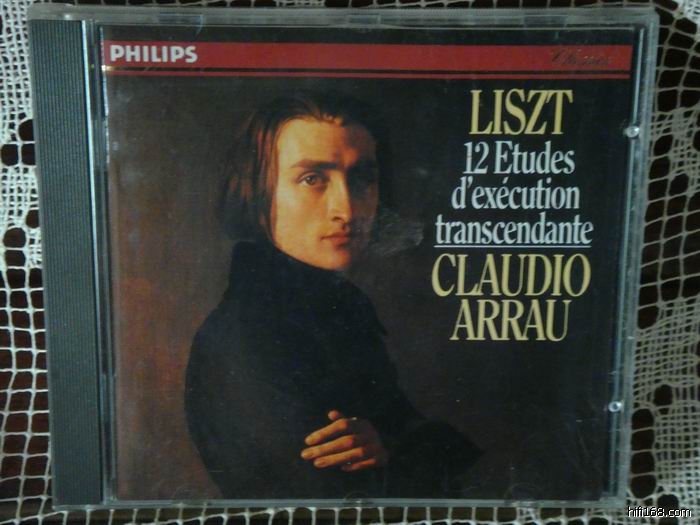 PHILIPS
Classics
LISZT
12 Etudes
d'exécution
transcendante
CLAUDIO
ARRAU
hifi168.com